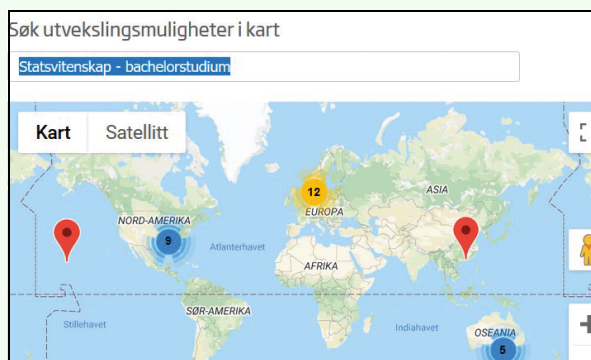 Søk utvekslingsmuligheter i kart
Statsvitenskap - bachelorstudium
Kart Satellitt
12
ASIA
NORD-AMERIKA
EUROPA
9
Atlanterhavet
AFRIKA
SØR-AMERIKA
Stillehavet
Indiahavet
OSEANIA
5